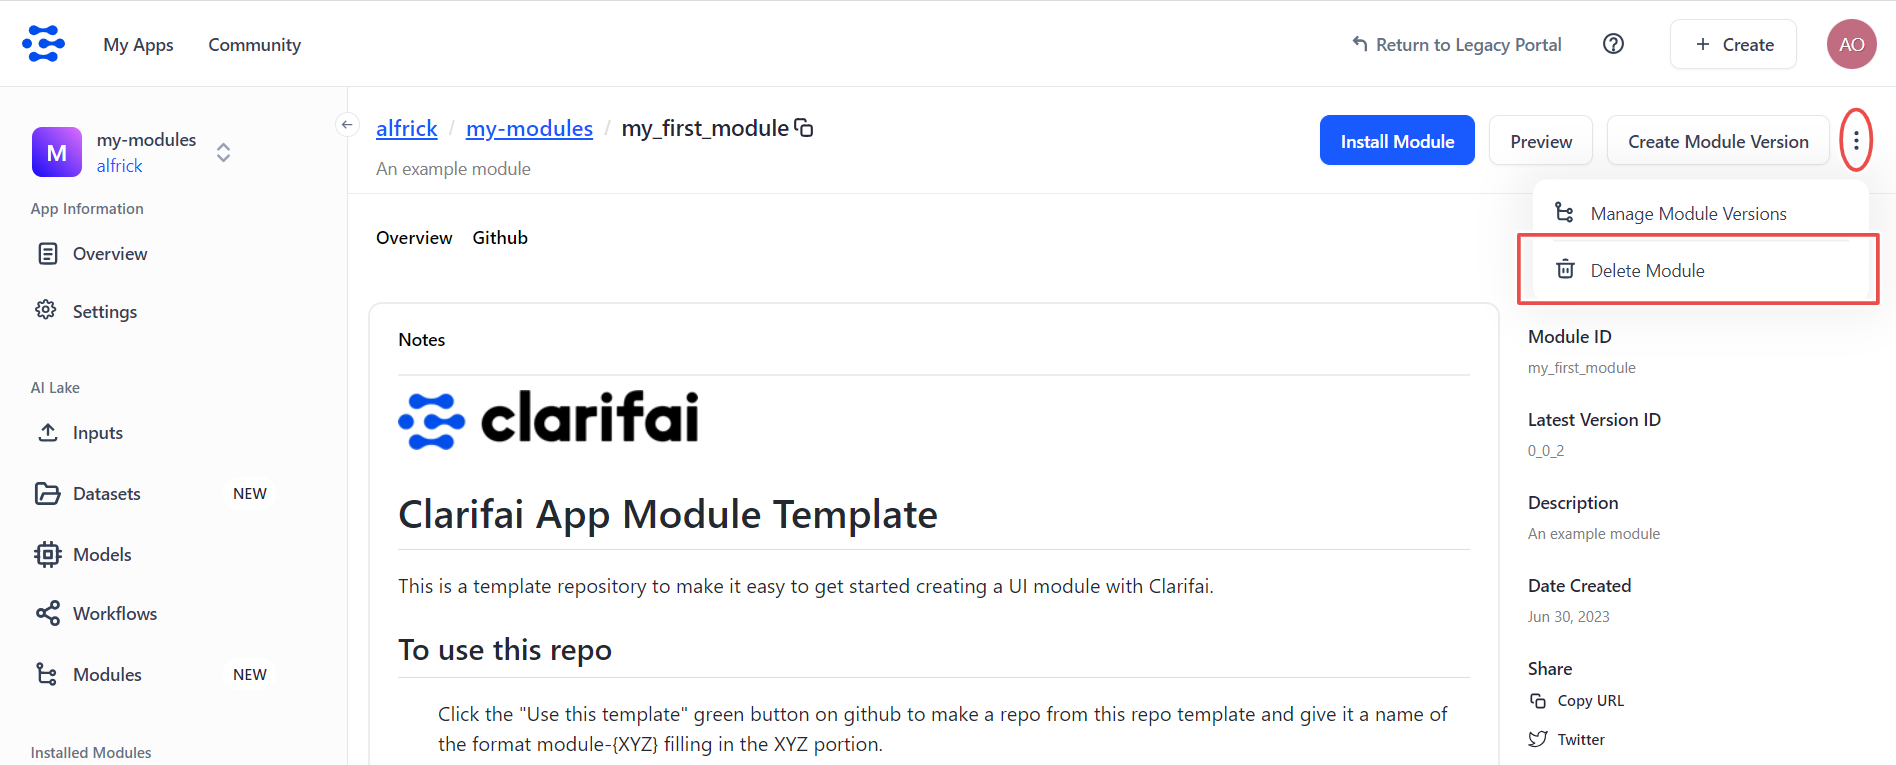 My Apps
Community
Return to Legacy Portal
Create
AO
M
my-modules
alfrick
App Information
Overview
Settings
AI Lake
Inputs
Datasets NEW
Models
Workflows
Modules NEW
Installed Modules
alfrick / my-modules / my_first_module
An example module
Install Module
Preview
Create Module Version
Manage Module Versions
Delete Module
Overview
Github
Notes
clarifai
Clarifai App Module Template
This is a template repository to make it easy to get started creating a UI module with Clarifai.
To use this repo
Click the "Use this template" green button on github to make a repo from this repo template and give it a name of
the format module-{XYZ} filling in the XYZ portion.
Module ID
my_first_module
Latest Version ID
0_0_2
Description
An example module
Date Created
Jun 30, 2023
Share
Copy URL
Twitter